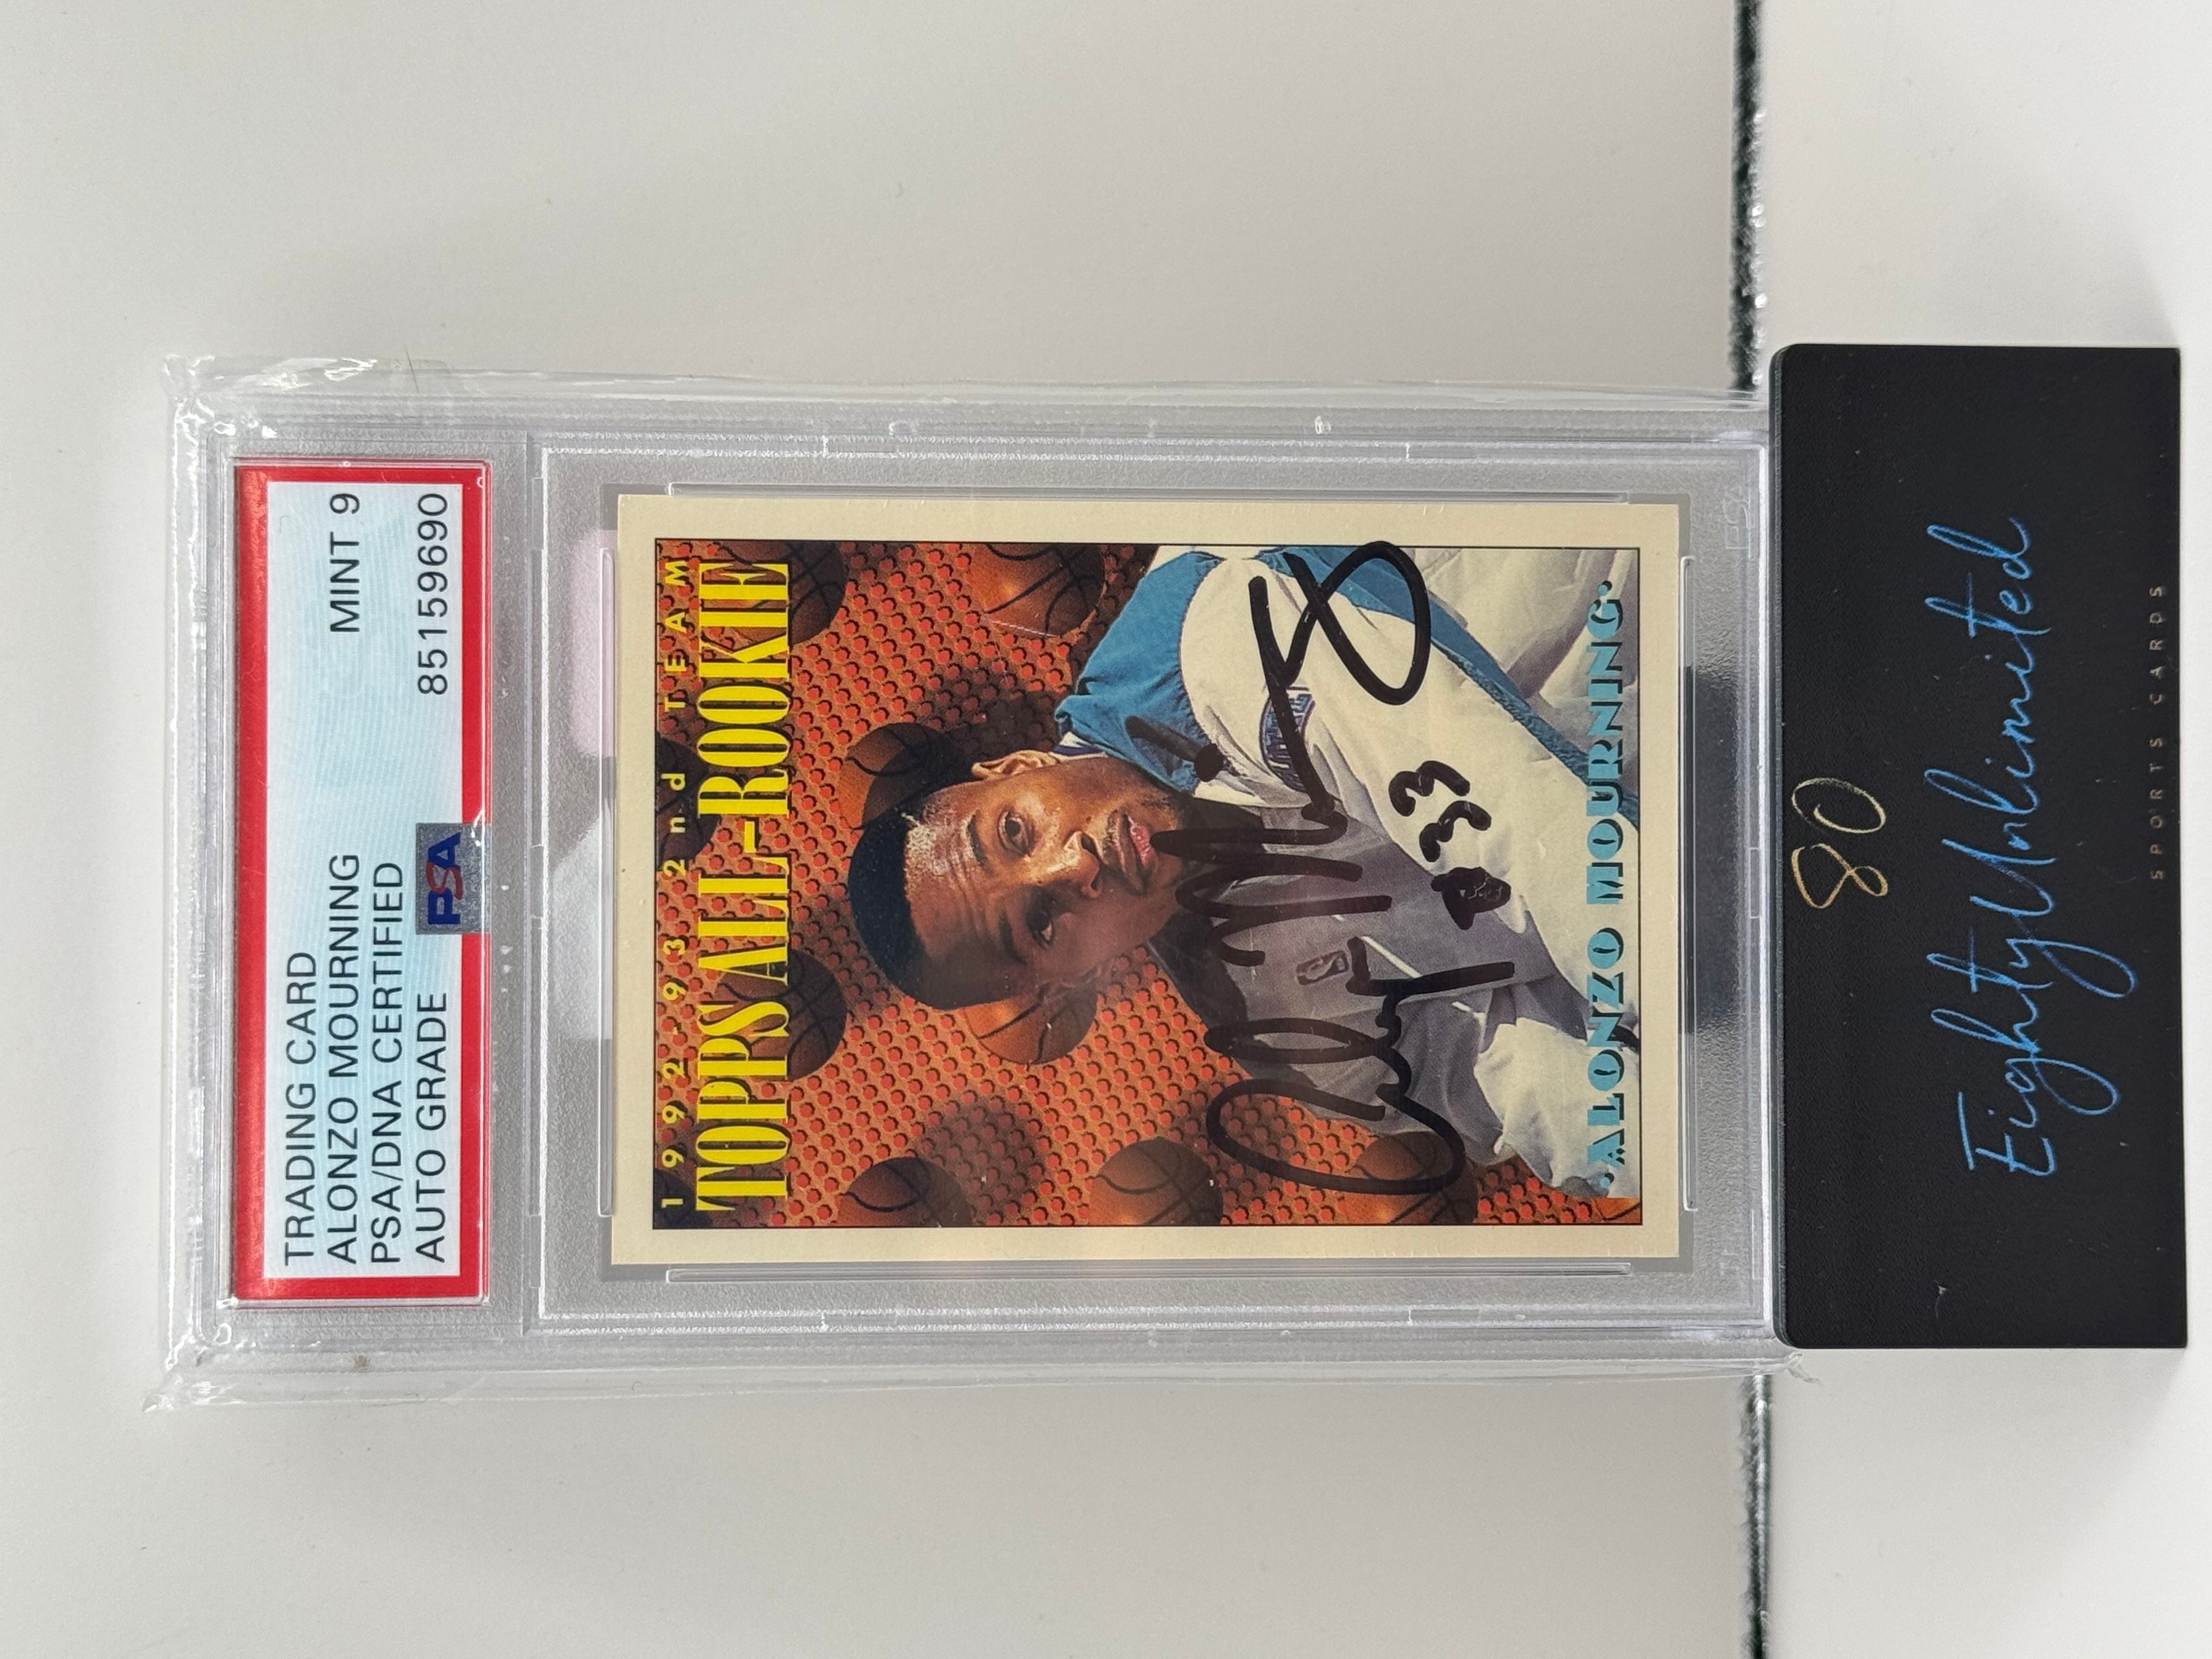 TRADING CARD
ALONZO MOURNING MINT 9
PSA/DNA CERTIFIED
AUTO GRADE 85159690
PSA
1992-93 2nd TEAM
TOPPS ALL-ROOKIE
#33
ALONZO MOURNING
80
EightyUnlimited
SPORTS CARDS